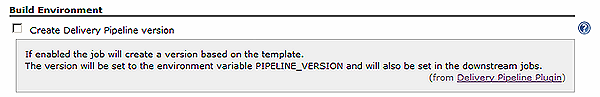 Build Environment
Create Delivery Pipeline version
If enabled the job will create a version based on the template.
The version will be set to the environment variable PIPELINE_VERSION and will also be set in the downstream jobs.
(from Delivery Pipeline Plugin)